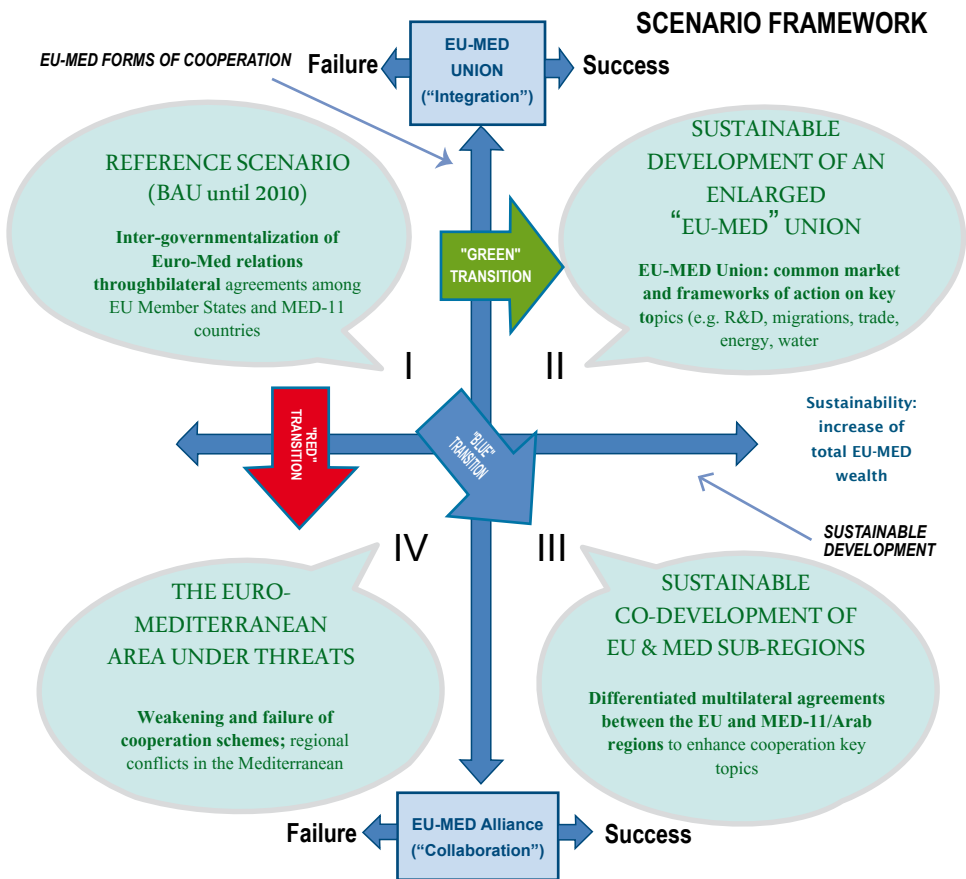 SCENARIO FRAMEWORK
EU-MED FORMS OF COOPERATION
Failure
EU-MED
UNION
(“Integration”)
Success
REFERENCE SCENARIO
(BAU until 2010)
Inter-governmentalization of
Euro-Med relations
throughbilateral agreements among
EU Member States and MED-11
countries
I
"GREEN"
TRANSITION
SUSTAINABLE
DEVELOPMENT OF AN
ENLARGED
“EU-MED” UNION
EU-MED Union: common market
and frameworks of action on key
topics (e.g. R&D, migrations, trade,
energy, water
II
"RED"
TRANSITION
"BLUE"
TRANSITION
Sustainability:
increase of
total EU-MED
wealth
SUSTAINABLE
DEVELOPMENT
IV
THE EURO-
MEDITERRANEAN
AREA UNDER THREATS
Weakening and failure of
cooperation schemes; regional
conflicts in the Mediterranean
III
SUSTAINABLE
CO-DEVELOPMENT OF
EU & MED SUB-REGIONS
Differentiated multilateral agreements
between the EU and MED-11/Arab
regions to enhance cooperation key
topics
Failure
EU-MED Alliance
(“Collaboration”)
Success